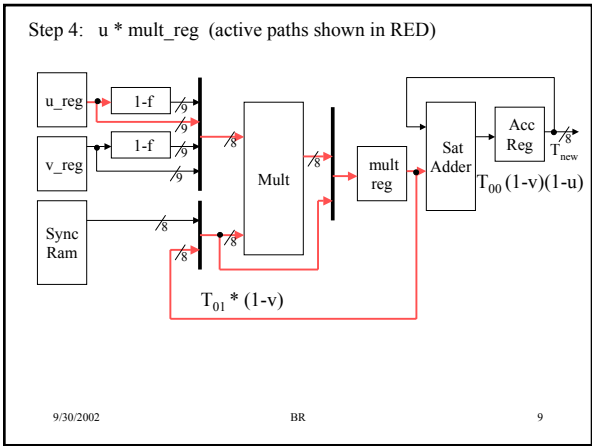 Step 4: u * mult_reg (active paths shown in RED)
u_reg
1-f
9
9
v_reg
1-f
9
9
8
Mult
8
mult
reg
Sat
Adder
Acc
Reg
8
T_new
T_00 (1-v)(1-u)
Sync
Ram
8
8
8
T_01 * (1-v)
9/30/2002
BR
9